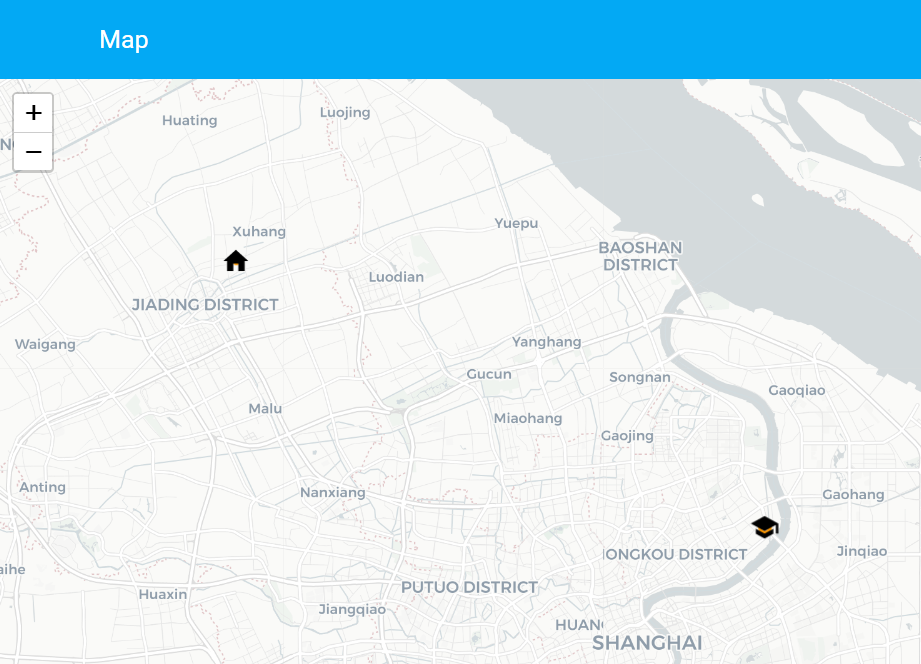 Map
+
−
Huating
Luojing
Xuhang
Yuepu
BAOSHAN
DISTRICT
Luodian
JIADING DISTRICT
Waigang
Yanghang
Gucun
Songnan
Gaoqiao
Malu
Miaohang
Gaojing
Anting
Nanxiang
Gaohang
IONGKOU DISTRICT
Jinqiao
aihe
PUTUO DISTRICT
Huaxin
Jiangqiao
HUANG
SHANGHAI